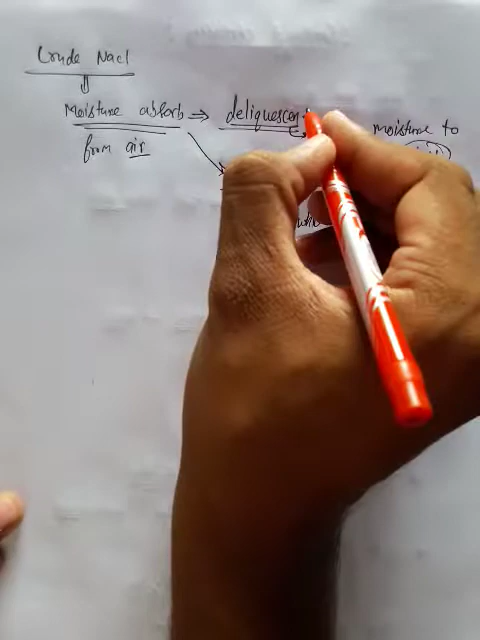 Crude Nacl
Moisture absorb ⇒ deliquescen
from air
moisture to